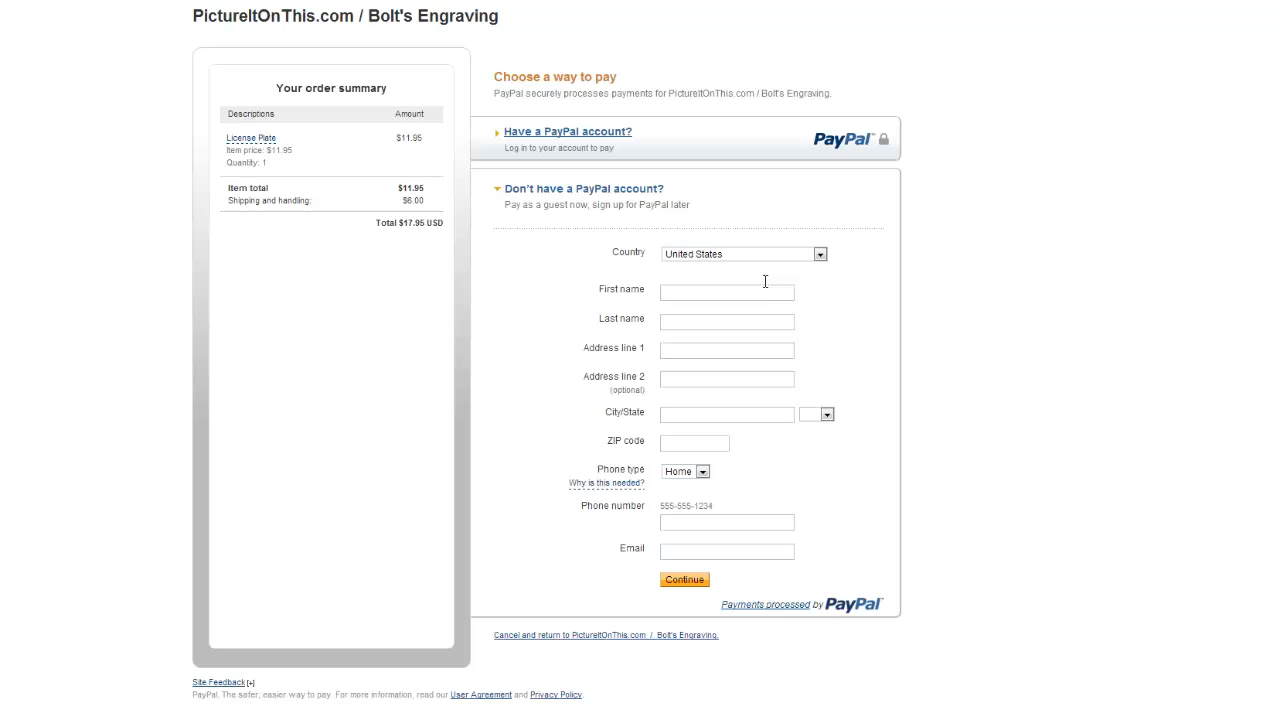 PictureItOnThis.com / Bolt's Engraving
Your order summary
Descriptions Amount
License Plate $11.95
Item price: $11.95
Quantity: 1
Item total $11.95
Shipping and handling: $6.00
Total $17.95 USD
Choose a way to pay
PayPal securely processes payments for PictureItOnThis.com / Bolt's Engraving.
Have a PayPal account?
Log in to your account to pay
PayPal
Don't have a PayPal account?
Pay as a guest now, sign up for PayPal later
Country United States
First name
Last name
Address line 1
Address line 2
(optional)
City/State
ZIP code
Phone type Home
Why is this needed?
Phone number 555-555-1234
Email
Continue
Payments processed by PayPal
Cancel and return to PictureItOnThis.com / Bolt's Engraving.
Site Feedback [+]
PayPal. The safer, easier way to pay. For more information, read our User Agreement and Privacy Policy.